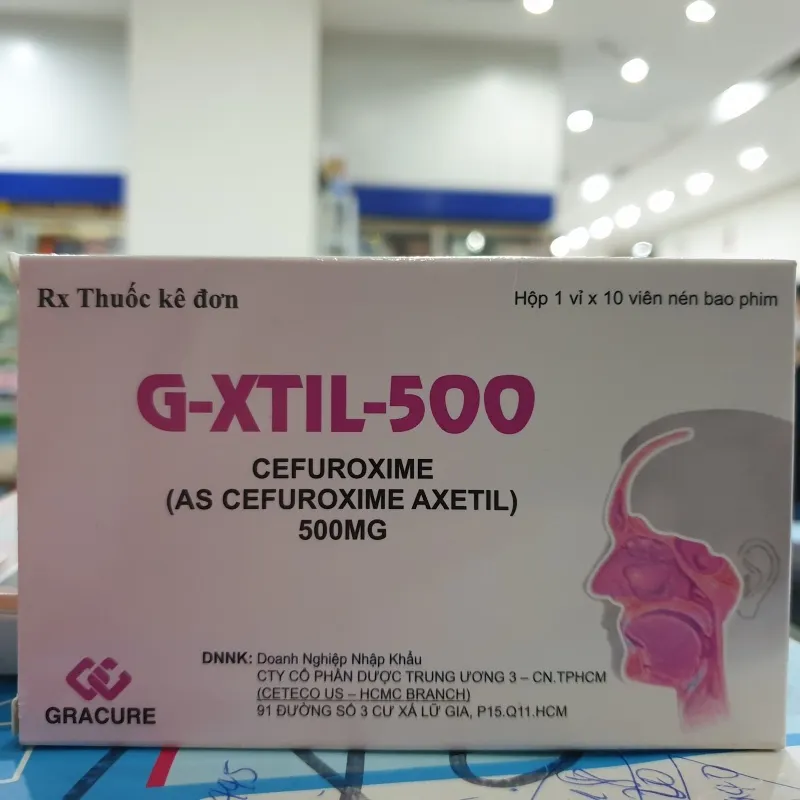 Rx Thuốc kê đơn
Hộp 1 vỉ x 10 viên nén bao phim
G-XTIL-500
CEFUROXIME
(AS CEFUROXIME AXETIL)
500MG
DNNK: Doanh Nghiệp Nhập Khẩu
CTY CỔ PHẦN DƯỢC TRUNG ƯƠNG 3 – CN.TPHCM
(CETECO US – HCMC BRANCH)
91 ĐƯỜNG SỐ 3 CƯ XÁ LỮ GIA, P15.Q11.HCM
GRACURE